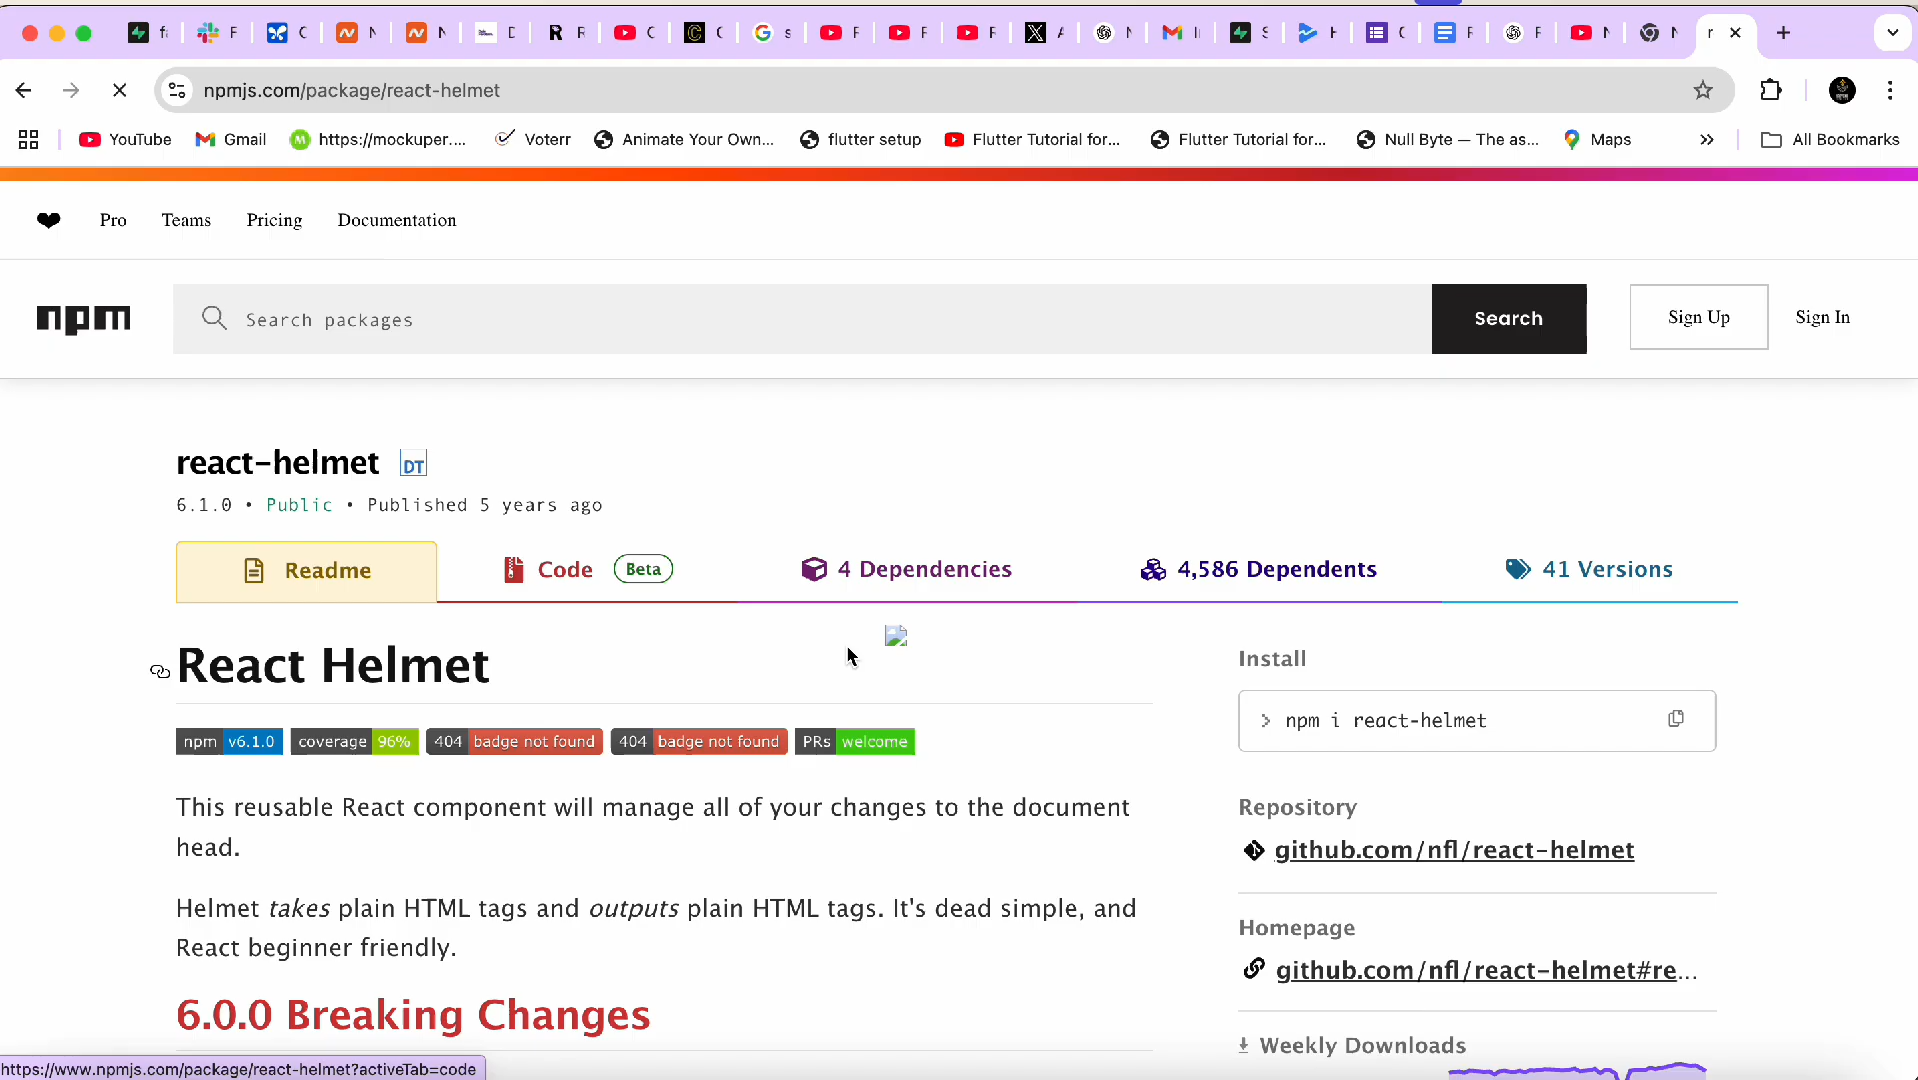 npmjs.com/package/react-helmet
YouTube
Gmail
https://mockuper....
Voterr
Animate Your Own...
flutter setup
Flutter Tutorial for...
Flutter Tutorial for...
Null Byte — The as...
Maps
All Bookmarks
❤ Pro Teams Pricing Documentation
npm
Search packages
Search
Sign Up
Sign In
react-helmet DT
6.1.0 • Public • Published 5 years ago
Readme
Code Beta
4 Dependencies
4,586 Dependents
41 Versions
React Helmet
npm v6.1.0 coverage 96% 404 badge not found 404 badge not found PRs welcome
This reusable React component will manage all of your changes to the document
head.
Helmet takes plain HTML tags and outputs plain HTML tags. It's dead simple, and
React beginner friendly.
6.0.0 Breaking Changes
Install
> npm i react-helmet
Repository
github.com/nfl/react-helmet
Homepage
github.com/nfl/react-helmet#re...
Weekly Downloads
https://www.npmjs.com/package/react-helmet?activeTab=code